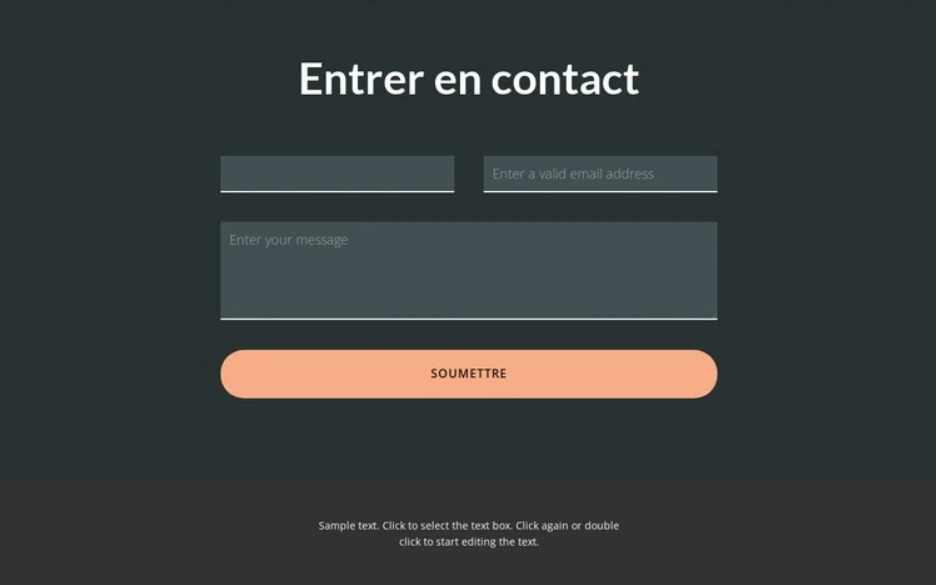 Entrer en contact
Enter a valid email address
Enter your message
SOUMETTRE
Sample text. Click to select the text box. Click again or double
click to start editing the text.